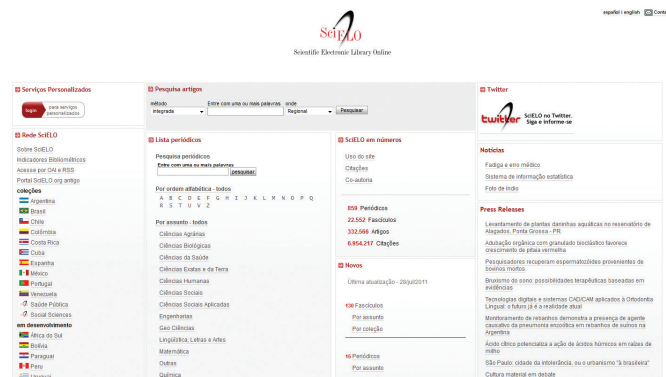 español | english
SciELO
Scientific Electronic Library Online
Serviços Personalizados
login
para serviços
personalizados
Rede SciELO
Sobre SciELO
Indicadores Bibliométricos
Acesse por OAI e RSS
Portal SciELO.org antigo
coleções
Argentina
Brasil
Chile
Colômbia
Costa Rica
Cuba
Espanha
México
Portugal
Venezuela
Saúde Pública
Social Sciences
em desenvolvimento
África do Sul
Bolívia
Paraguai
Peru
Uruguai
Pesquisa artigos
método
Entre com uma ou mais palavras
onde
integrada
Regional
Pesquisar
Lista periódicos
Pesquisa periódicos
Entre com uma ou mais palavras
pesquisar
Por ordem alfabética - todos
A B C D E F G H I J K L M N O P Q
R S T U V Z
Por assunto - todos
Ciências Agrárias
Ciências Biológicas
Ciências da Saúde
Ciências Exatas e da Terra
Ciências Humanas
Ciências Sociais
Ciências Sociais Aplicadas
Engenharias
Geo Ciências
Lingüística, Letras e Artes
Matemática
Outras
Química
SciELO em números
Uso do site
Citações
Co-autoria
859 Periódicos
22.552 Fascículos
332.566 Artigos
6.954.217 Citações
Novos
Última atualização - 28/jul/2011
130 Fascículos
Por assunto
Por coleção
15 Periódicos
Por assunto
Twitter
twitter
SciELO no Twitter.
Siga e informe-se
Notícias
Fadiga e erro médico
Sistema de informação estatística
Foto de índio
Press Releases
Levantamento de plantas daninhas aquáticas no reservatório de
Alagados, Ponta Grossa - PR
Adubação orgânica com granulado bioclástico favorece
crescimento de pitaia vermelha
Pesquisadores recuperam espermatozóides provenientes de
bovinos mortos
Bruxismo do sono: possibilidades terapêuticas baseadas em
evidências
Tecnologias digitais e sistemas CAD/CAM aplicados à Ortodontia
Lingual: o futuro já é a realidade atual
Monitoramento de rebanhos demonstra a presença de agente
causativo da pneumonia enzoótica em rebanhos de suínos na
Argentina
Ácido cítrico potencializa a ação de ácidos húmicos em raízes de
milho
São Paulo: cidade da intolerância, ou o urbanismo "à brasileira"
Cultura material em debate